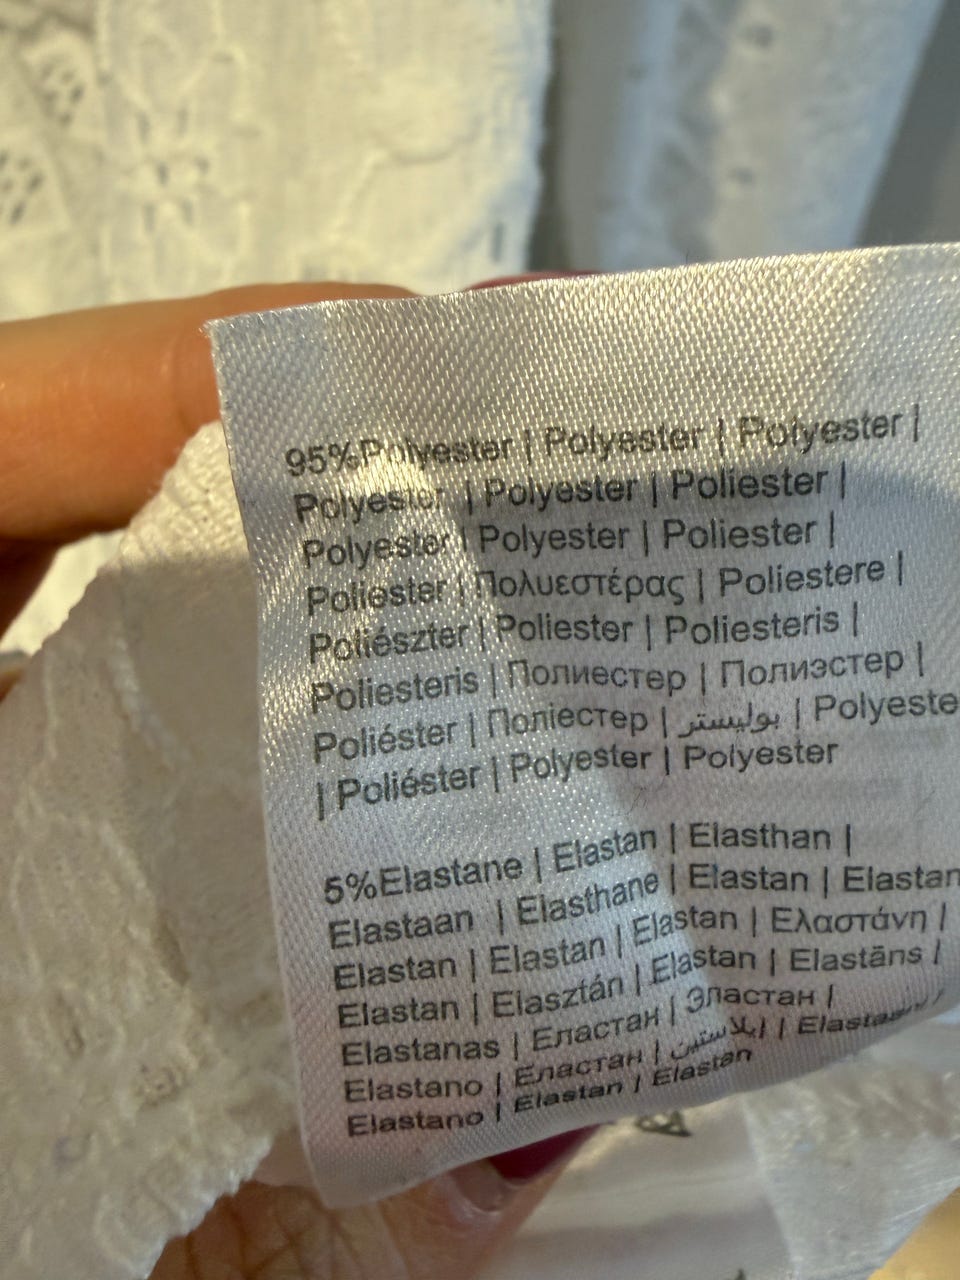 95%Polyester | Polyester | Polyester |
Polyester | Polyester | Poliester |
Polyester | Polyester | Poliester |
Poliester | Πολυεστέρας | Poliestere |
Poliészter | Poliester | Poliesteris |
Poliesteris | Полиестер | Полиэстер |
Poliéster | Поліестер | بوليستر | Polyeste
| Poliéster | Polyester | Polyester
5%Elastane | Elastan | Elasthan |
Elastaan | Elasthane | Elastan | Elastan
Elastan | Elastan | Elastan | Ελαστάνη |
Elastan | Elasztán | Elastan | Elastāns |
Elastanas | Еластан | Эластан |
Elastano | Еластан | إيلاستين | Elastaani |
Elastano | Elastan | Elastan